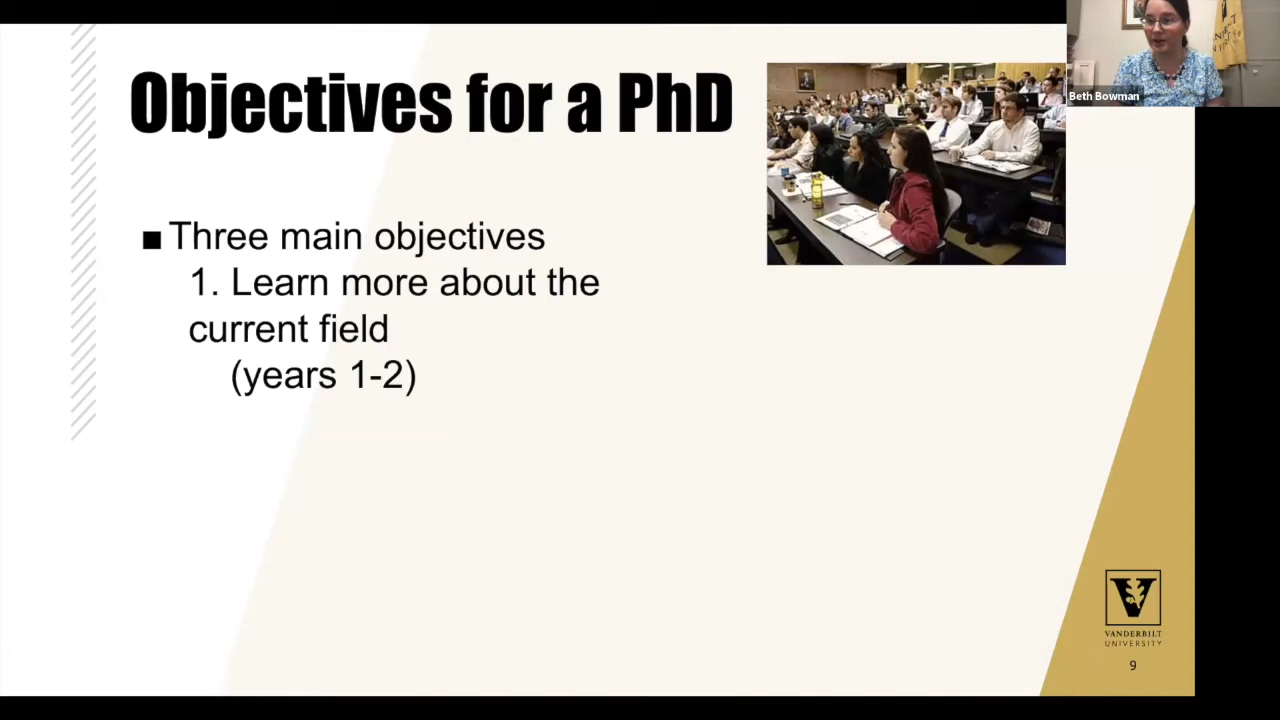 Objectives for a PhD
Beth Bowman
■ Three main objectives
1. Learn more about the
current field
(years 1-2)
VANDERBILT
UNIVERSITY
9